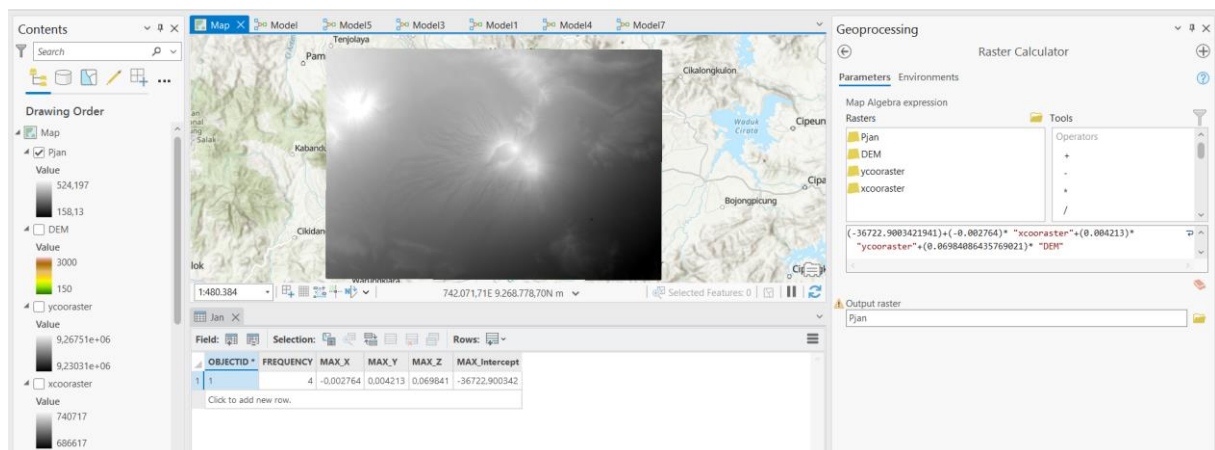 Contents
Search
Drawing Order
Map
Pjan
Value
524,197
158,13
DEM
Value
3000
150
ycooraster
Value
9,26751e+06
9,23031e+06
xcooraster
Value
740717
686617
Map
Model
Model5
Model3
Model1
Model4
Model7
Tenjolaya
Pam
Cikalongkulon
Salak
Kaband
Waduk
Cirata
Cipeun
Cipa
Bojongpicung
Cikidan
lok
1:480.384
742.071,71E 9.268.778,70N m
Selected Features: 0
Jan
Field:
Selection:
Rows:
OBJECTID * FREQUENCY MAX_X MAX_Y MAX_Z MAX_Intercept
1 1 4 -0,002764 0,004213 0,069841 -36722,900342
Click to add new row.
Geoprocessing
Raster Calculator
Parameters Environments
Map Algebra expression
Rasters
Tools
Pjan
DEM
ycooraster
xcooraster
Operators
+
-
*
/
(-36722.9003421941)+(-0.002764)* "xcooraster"+(0.004213)*
"ycooraster"+(0.06984086435769021)* "DEM"
Output raster
Pjan